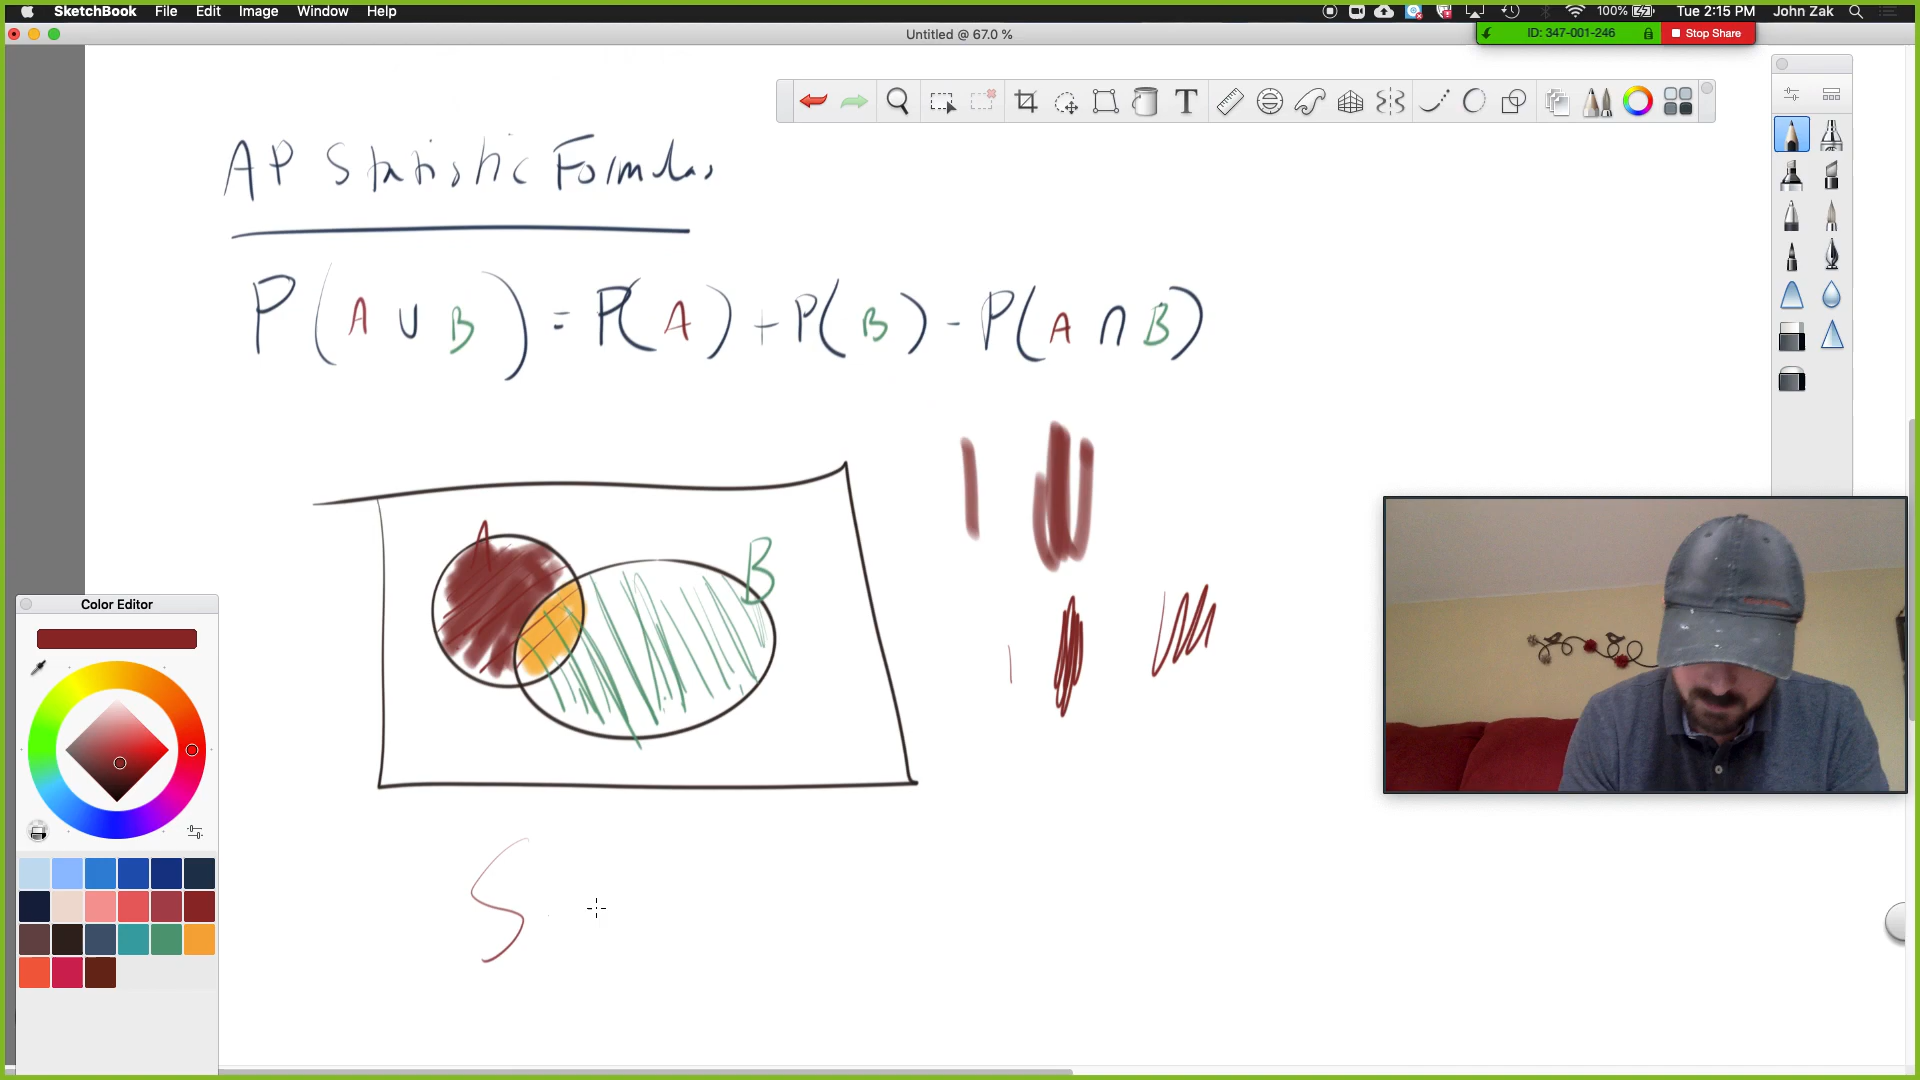 SketchBook File Edit Image Window Help 100% Tue 2:15 PM John Zak
Untitled @ 67.0 %
ID: 347-001-246 Stop Share
AP Statistic Formulas
P(A ∪ B) = P(A) + P(B) - P(A ∩ B)
A
B
Color Editor
S